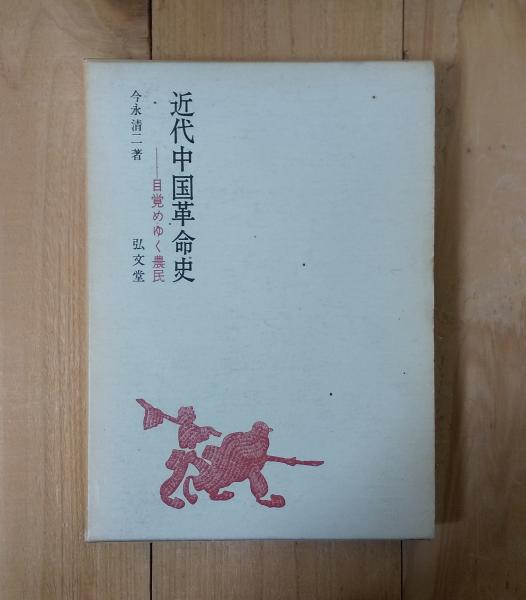 近代中国革命史
──目覚めゆく農民
今永清二著
弘文堂